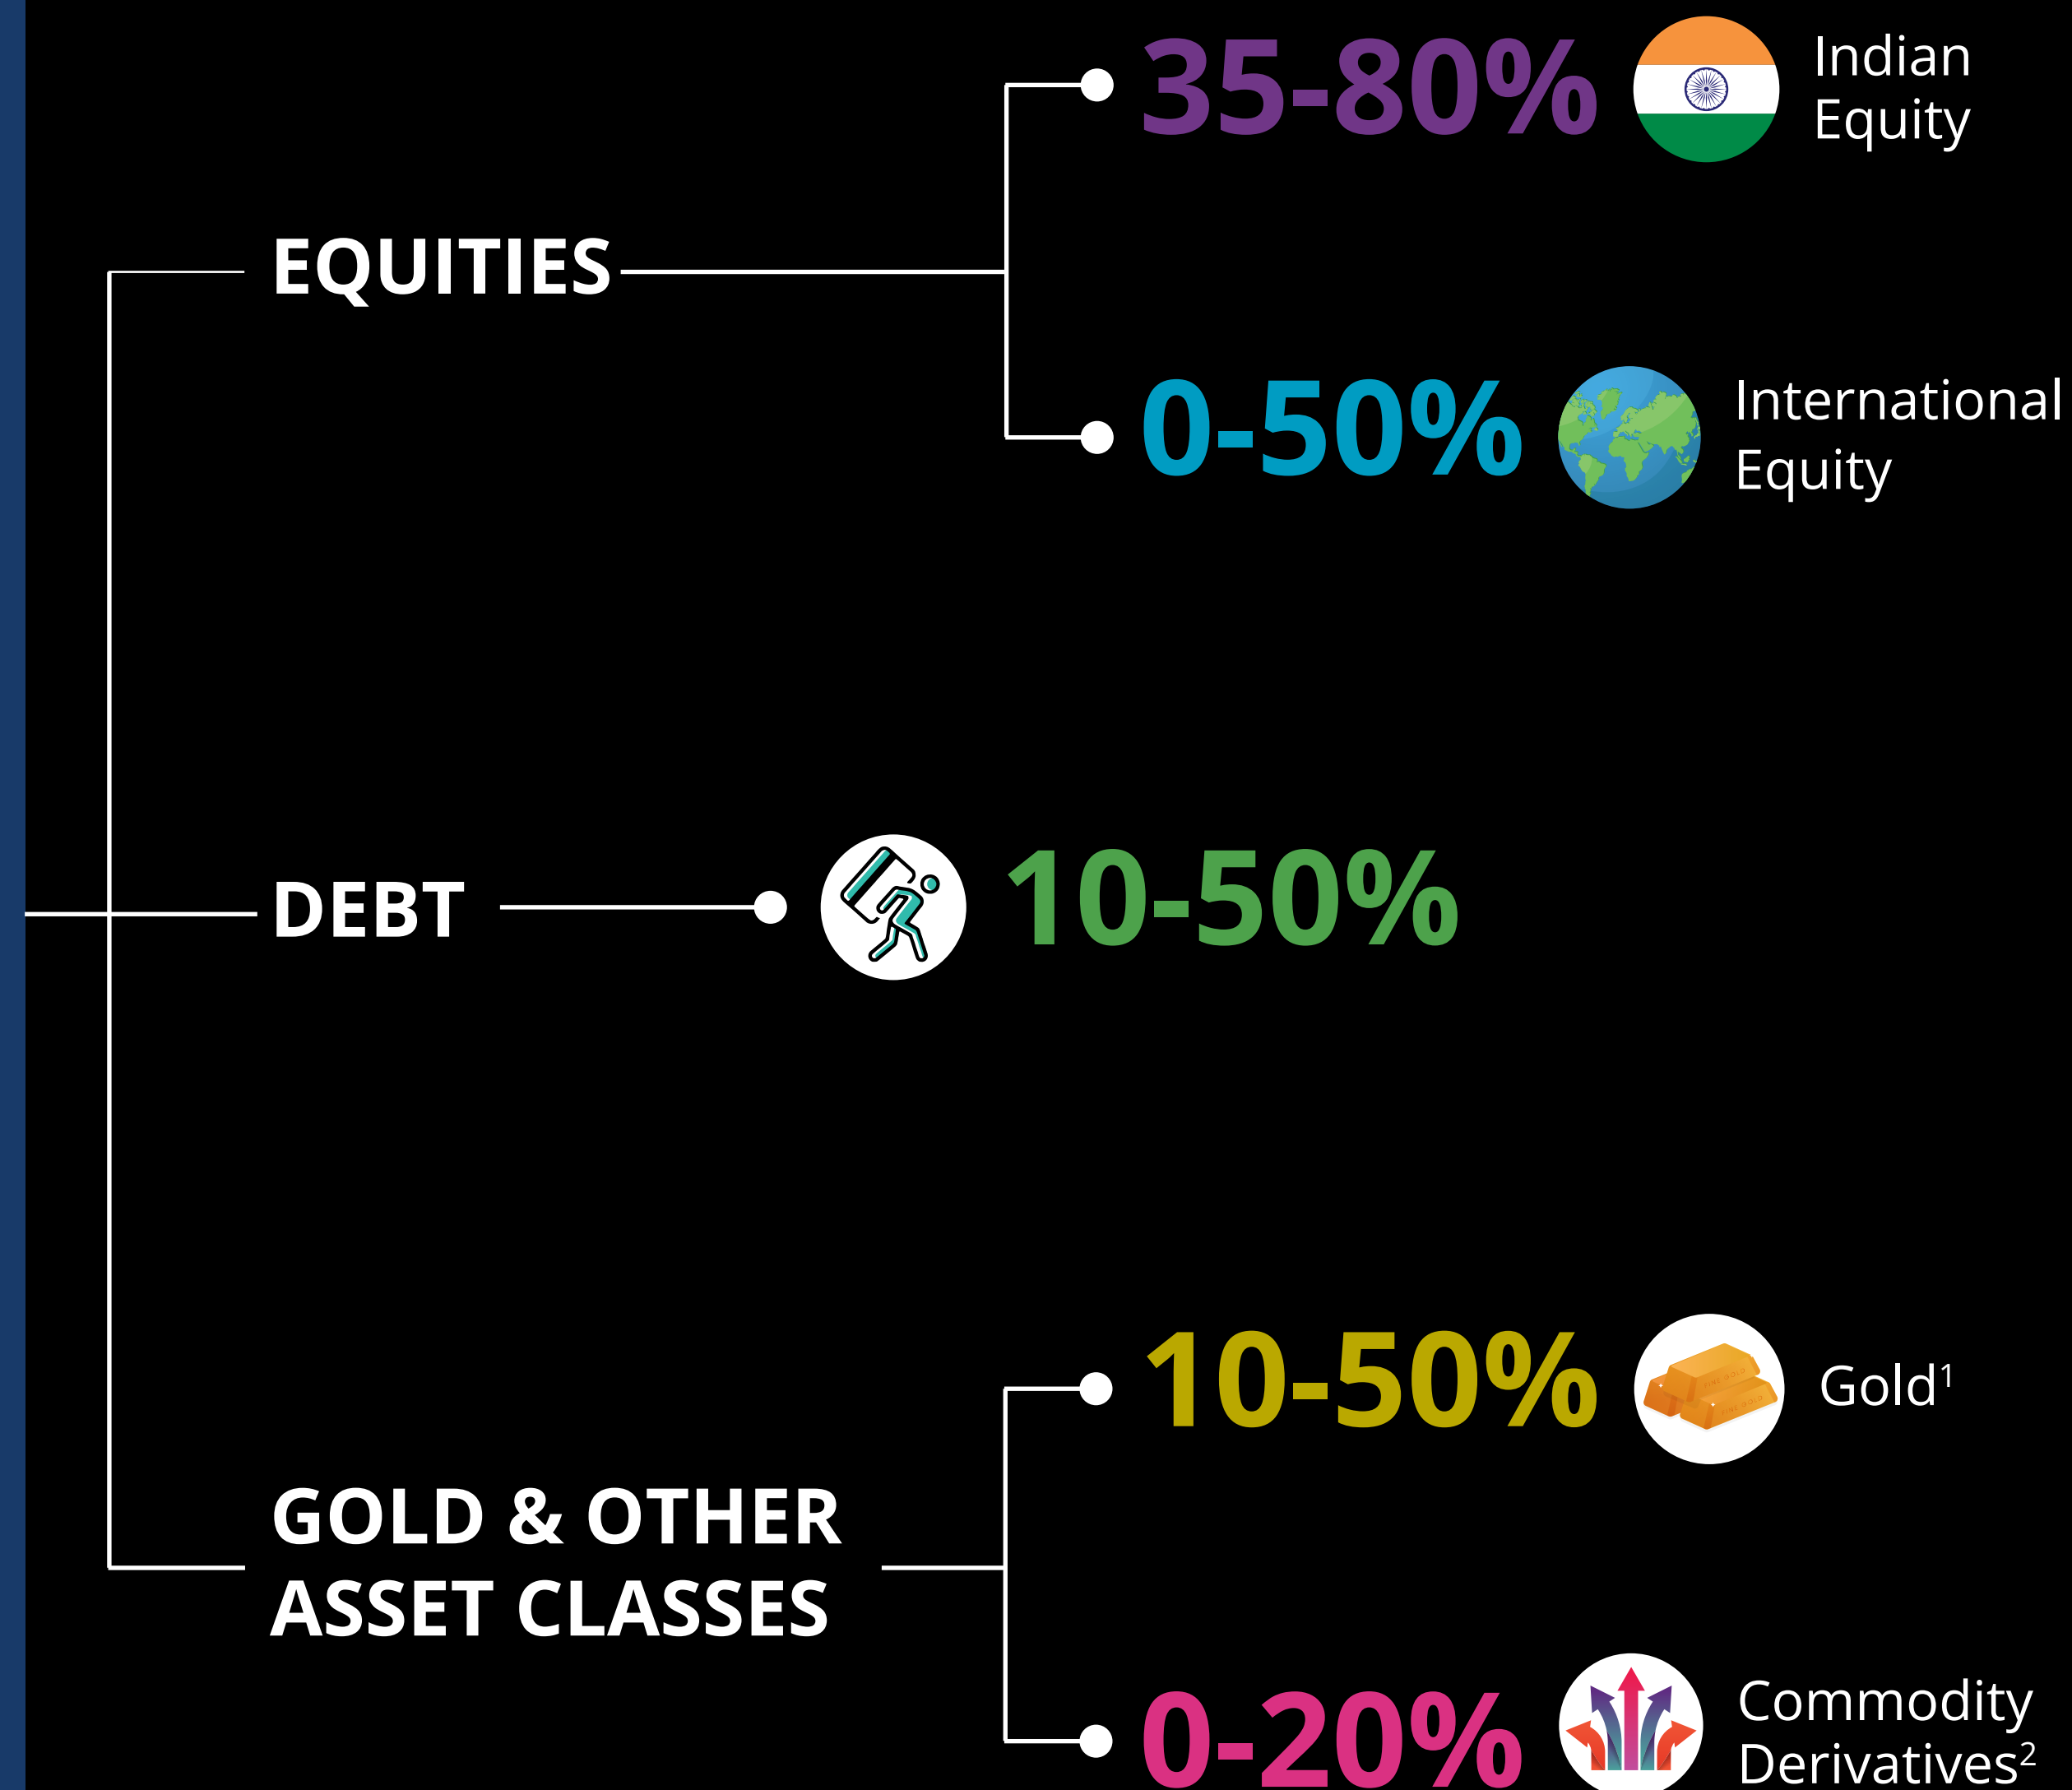 35-80%
Indian
Equity
EQUITIES
0-50%
International
Equity
DEBT
10-50%
10-50%
Gold¹
GOLD & OTHER
ASSET CLASSES
0-20%
Commodity
Derivatives²